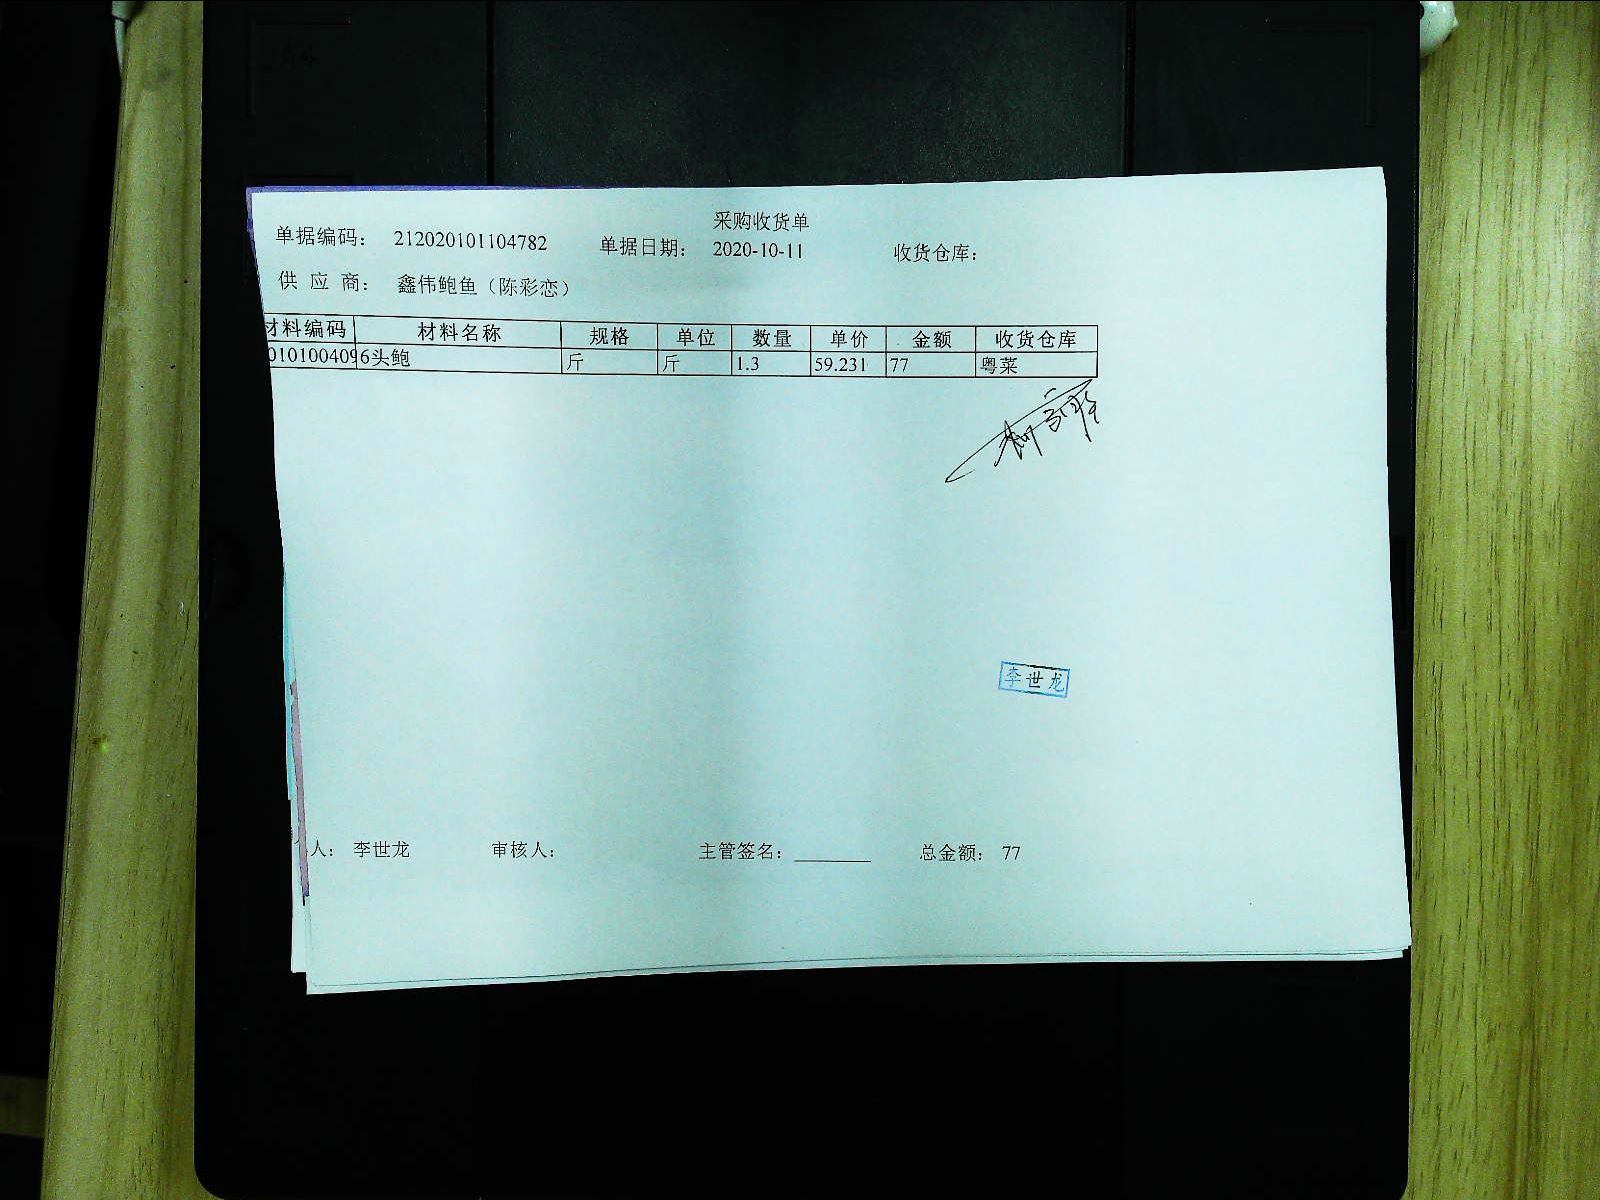 采购收货单
单据编码: 212020101104782 单据日期: 2020-10-11 收货仓库:
供 应 商: 鑫伟鲍鱼（陈彩恋）
材料编码 材料名称 规格 单位 数量 单价 金额 收货仓库
0101004096头鲍 斤 斤 1.3 59.231 77 粤菜
李世龙
人: 李世龙 审核人: 主管签名: 总金额: 77